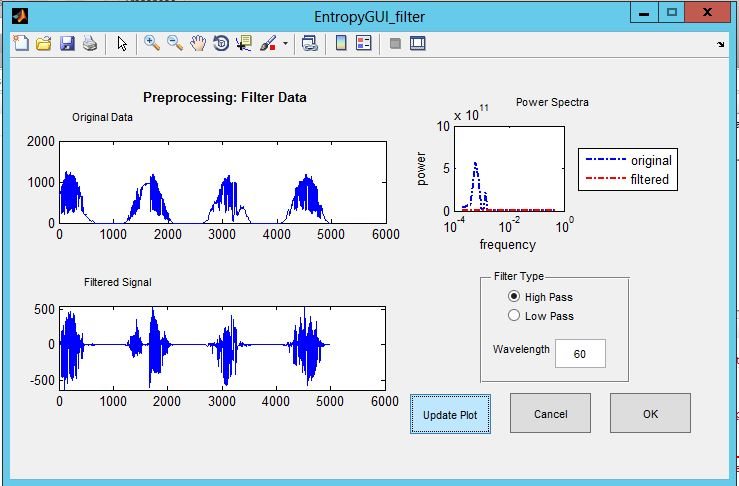 EntropyGUI_filter
Preprocessing: Filter Data
Original Data
2000
1000
0
0 1000 2000 3000 4000 5000 6000
Power Spectra
x 10^11
10
5
0
power
10^-4 10^-2 10^0
frequency
original
filtered
Filtered Signal
500
0
-500
0 1000 2000 3000 4000 5000 6000
Filter Type
High Pass
Low Pass
Wavelength 60
Update Plot Cancel OK